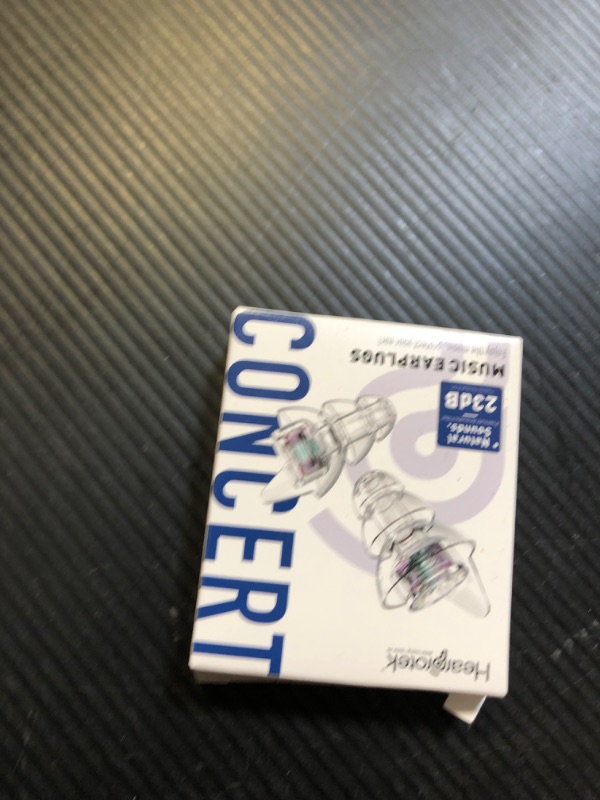 Hearprotek
* Natural
Sounds,
23dB
MUSIC EARPLUGS
CONCERT